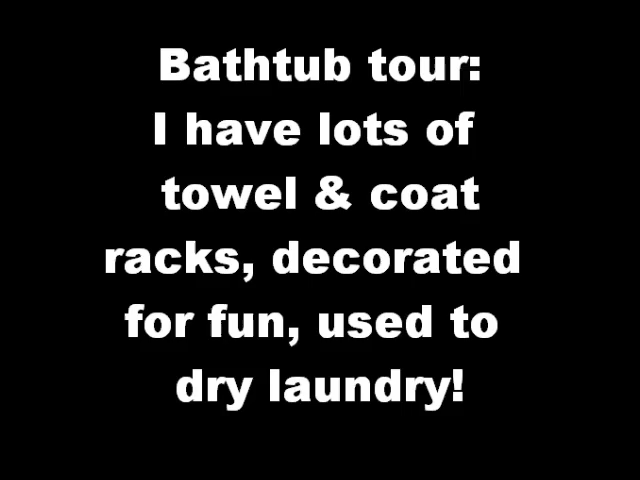 Bathtub tour:
I have lots of
towel & coat
racks, decorated
for fun, used to
dry laundry!